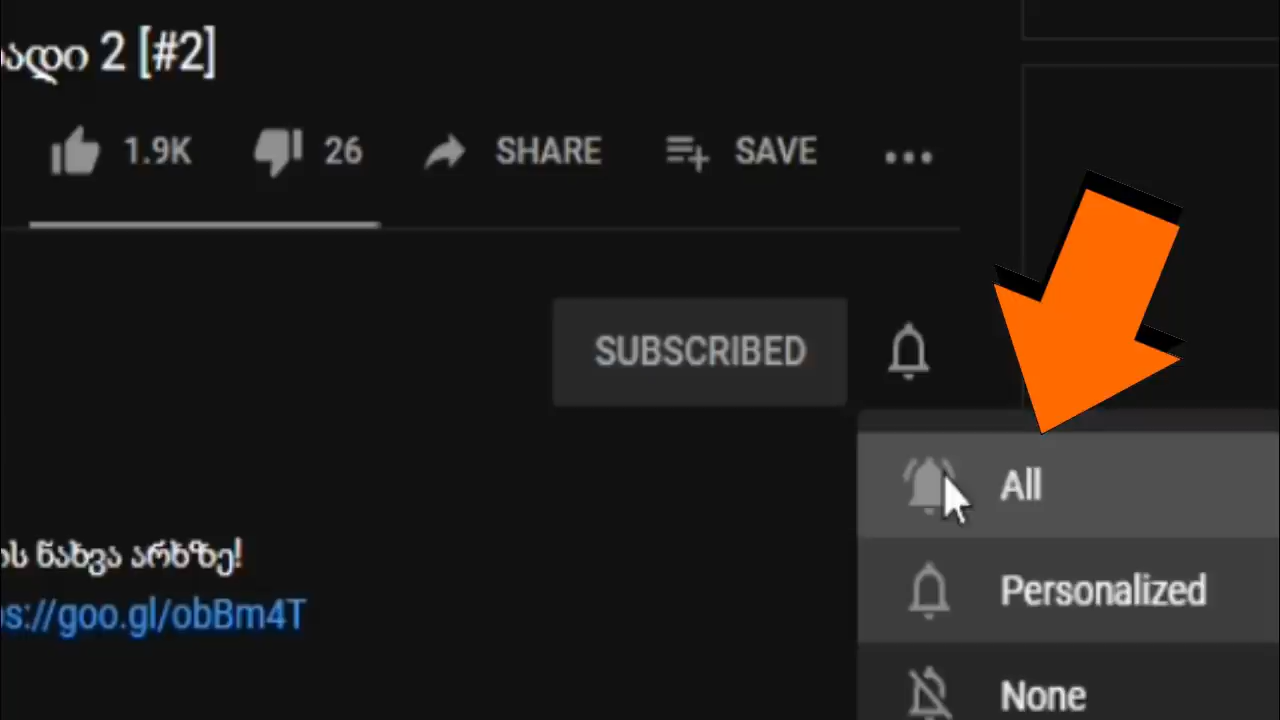 2 [#2]
1.9K 26 SHARE SAVE
SUBSCRIBED
All
Personalized
ნახვა არხზე!
goo.gl/obBm4T
None